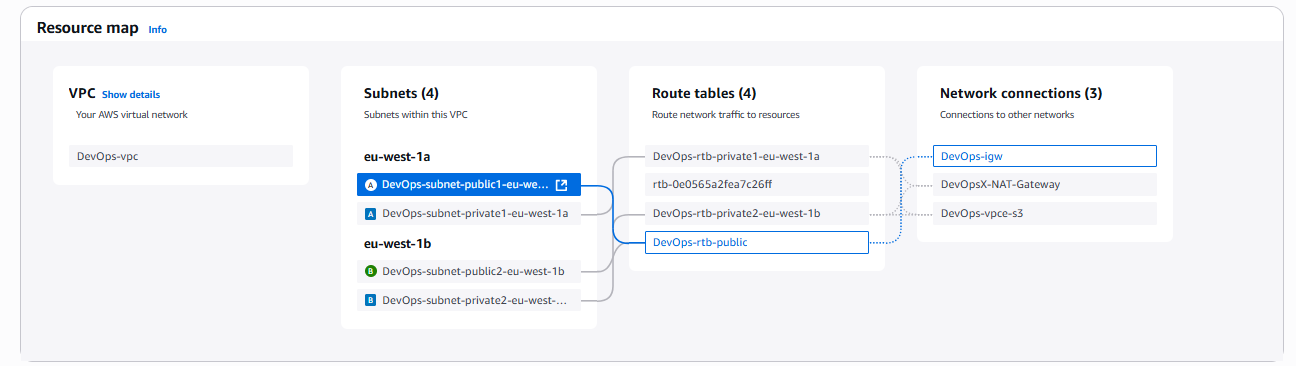 Resource map Info
VPC Show details
Your AWS virtual network
DevOps-vpc
Subnets (4)
Subnets within this VPC
eu-west-1a
A DevOps-subnet-public1-eu-we...
A DevOps-subnet-private1-eu-west-1a
eu-west-1b
B DevOps-subnet-public2-eu-west-1b
B DevOps-subnet-private2-eu-west-...
Route tables (4)
Route network traffic to resources
DevOps-rtb-private1-eu-west-1a
rtb-0e0565a2fea7c26ff
DevOps-rtb-private2-eu-west-1b
DevOps-rtb-public
Network connections (3)
Connections to other networks
DevOps-igw
DevOpsX-NAT-Gateway
DevOps-vpce-s3